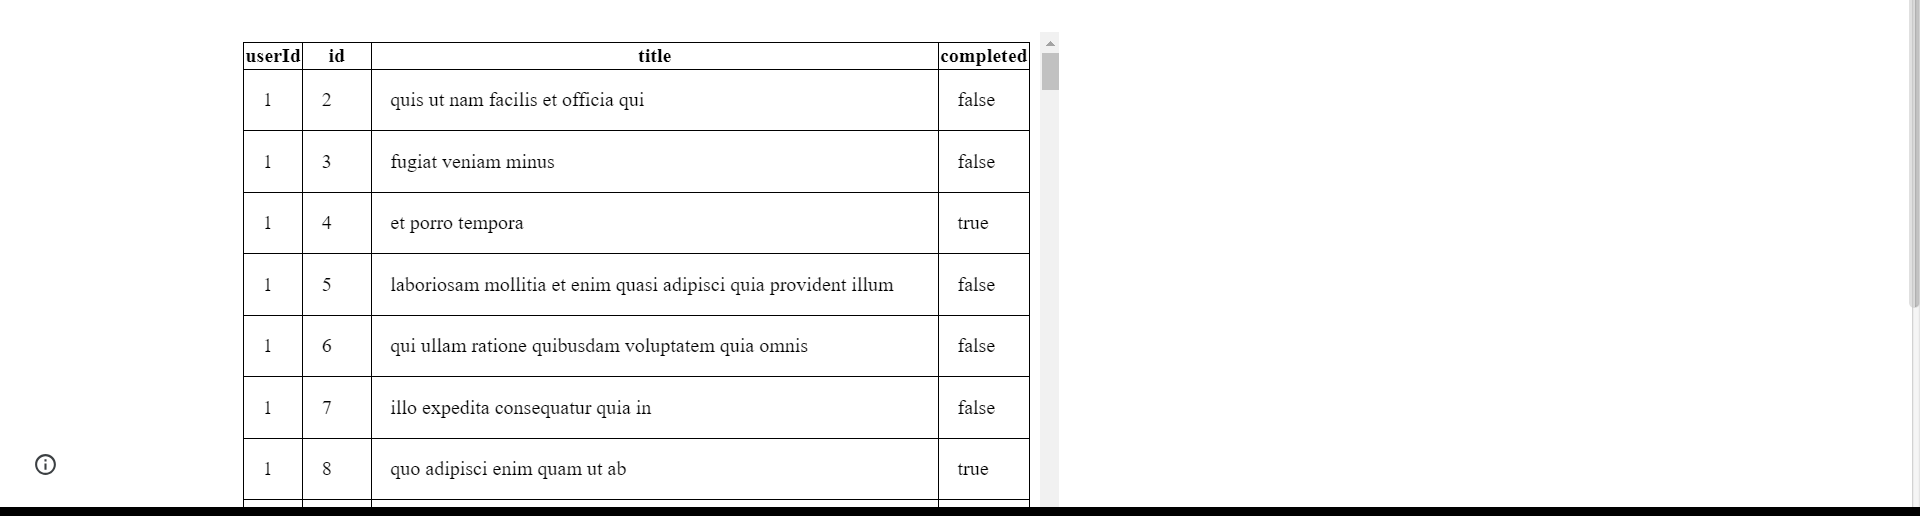 userId id title completed
1 2 quis ut nam facilis et officia qui false
1 3 fugiat veniam minus false
1 4 et porro tempora true
1 5 laboriosam mollitia et enim quasi adipisci quia provident illum false
1 6 qui ullam ratione quibusdam voluptatem quia omnis false
1 7 illo expedita consequatur quia in false
1 8 quo adipisci enim quam ut ab true